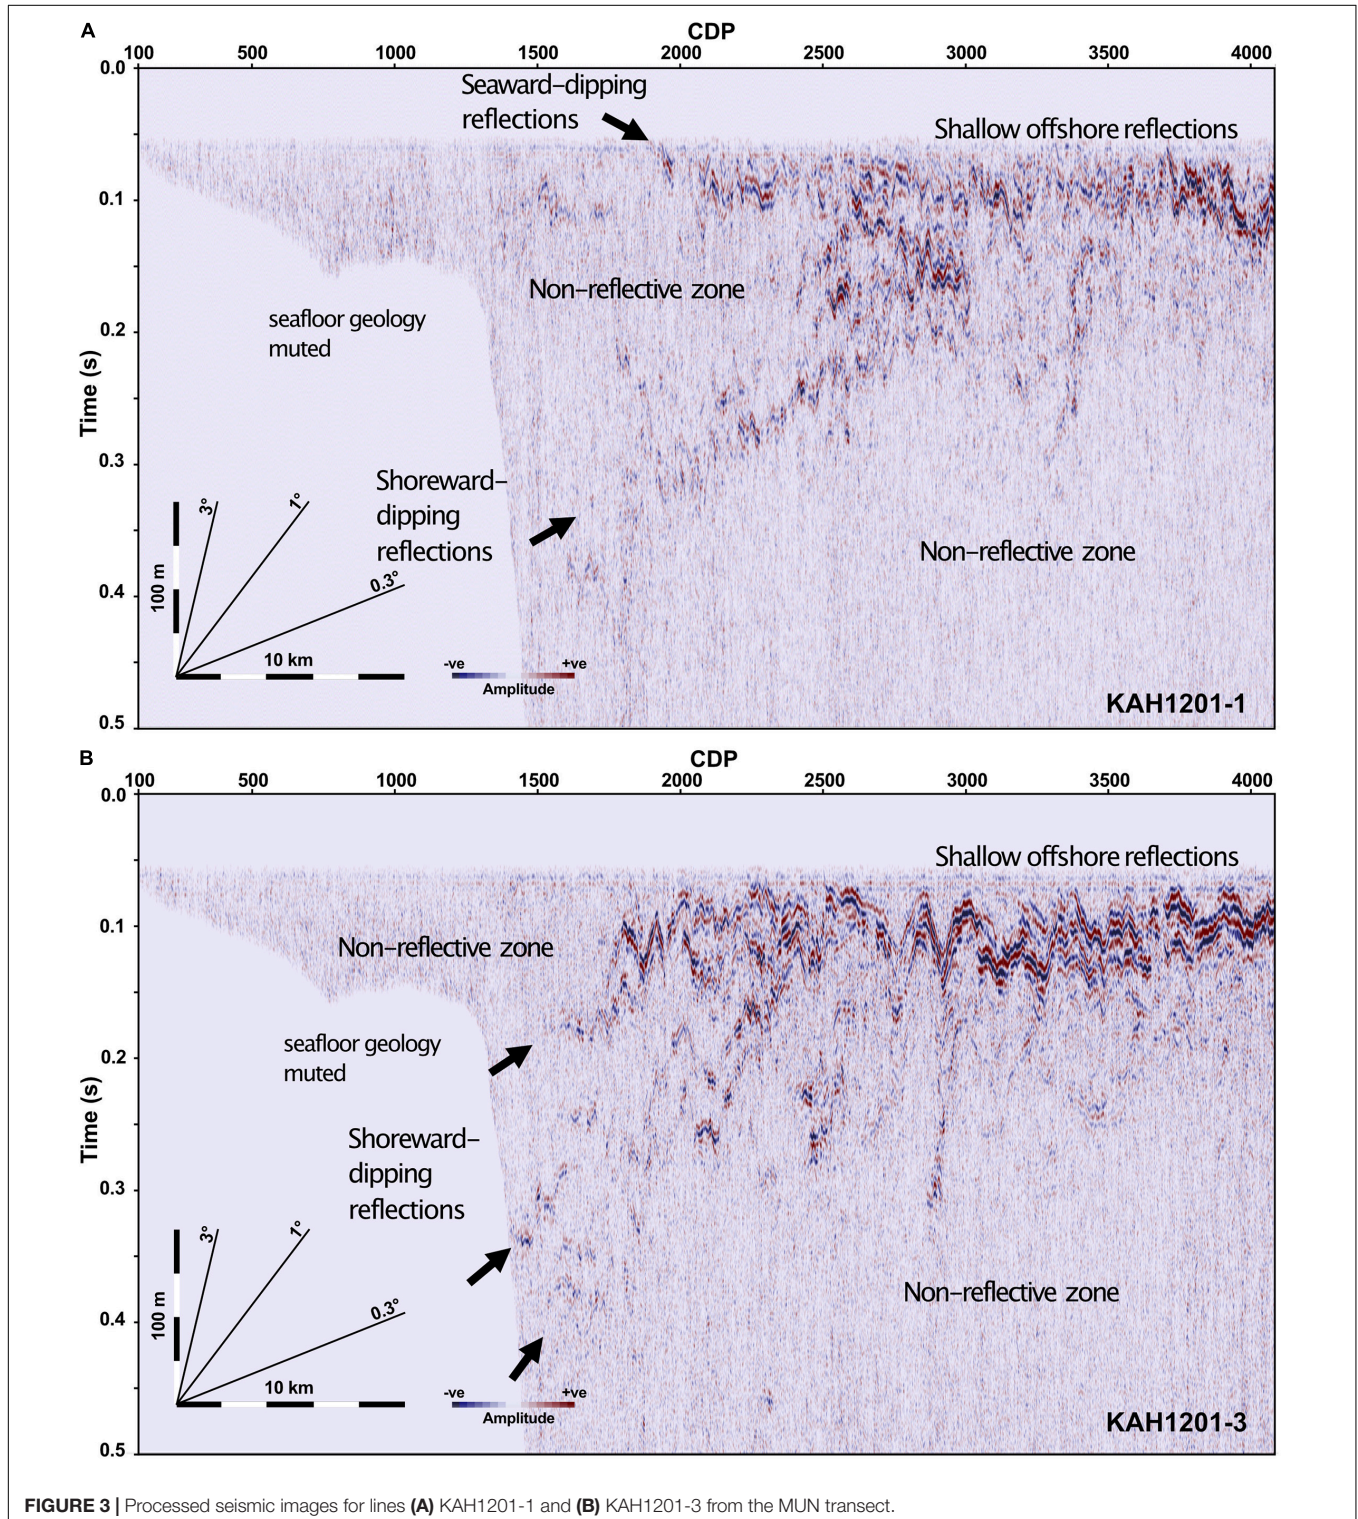 A
CDP
100 500 1000 1500 2000 2500 3000 3500 4000
0.0
Seaward-dipping
reflections
Shallow offshore reflections
0.1
Non-reflective zone
seafloor geology
muted
0.2
Time (s)
0.3
Shoreward-
dipping
reflections
3°
1°
0.3°
Non-reflective zone
0.4
100 m
10 km
-ve +ve
Amplitude
KAH1201-1
0.5
B
CDP
100 500 1000 1500 2000 2500 3000 3500 4000
0.0
Shallow offshore reflections
0.1
Non-reflective zone
seafloor geology
muted
0.2
Time (s)
Shoreward-
dipping
reflections
0.3
3°
1°
0.3°
Non-reflective zone
0.4
100 m
10 km
-ve +ve
Amplitude
KAH1201-3
0.5
FIGURE 3 | Processed seismic images for lines (A) KAH1201-1 and (B) KAH1201-3 from the MUN transect.